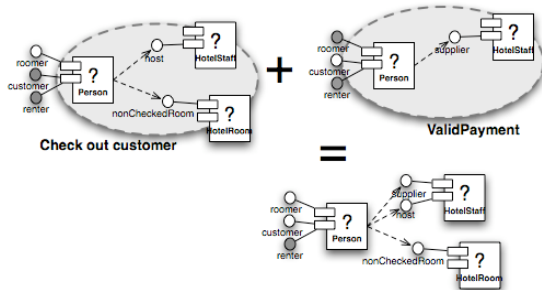 ?
HotelStaff
host
roomer
?
customer
Person
renter
nonCheckedRoom
?
HotelRoom
Check out customer
+
?
HotelStaff
roomer
?
supplier
customer
Person
renter
ValidPayment
=
?
supplier
HotelStaff
roomer
host
?
customer
Person
renter
nonCheckedRoom
?
HotelRoom